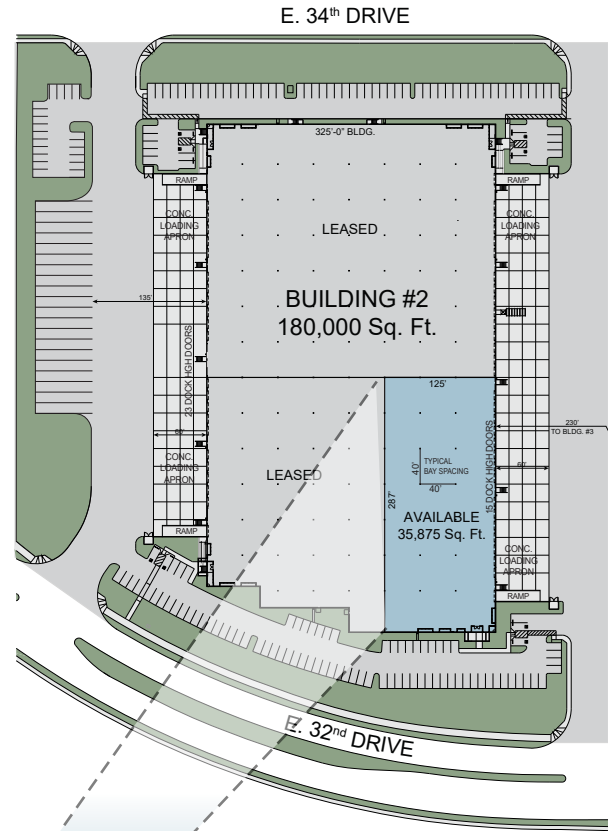 E. 34th DRIVE
325'-0" BLDG.
RAMP
RAMP
CONC.
LOADING
APRON
LEASED
CONC.
LOADING
APRON
BUILDING #2
180,000 Sq. Ft.
135'
23 DOCK HIGH DOORS
125'
230'
TO BLDG. #3
60'
CONC.
LOADING
APRON
LEASED
287'
40'
TYPICAL
BAY SPACING
40'
15 DOCK HIGH DOORS
60'
AVAILABLE
35,875 Sq. Ft.
RAMP
CONC.
LOADING
APRON
RAMP
E. 32nd DRIVE